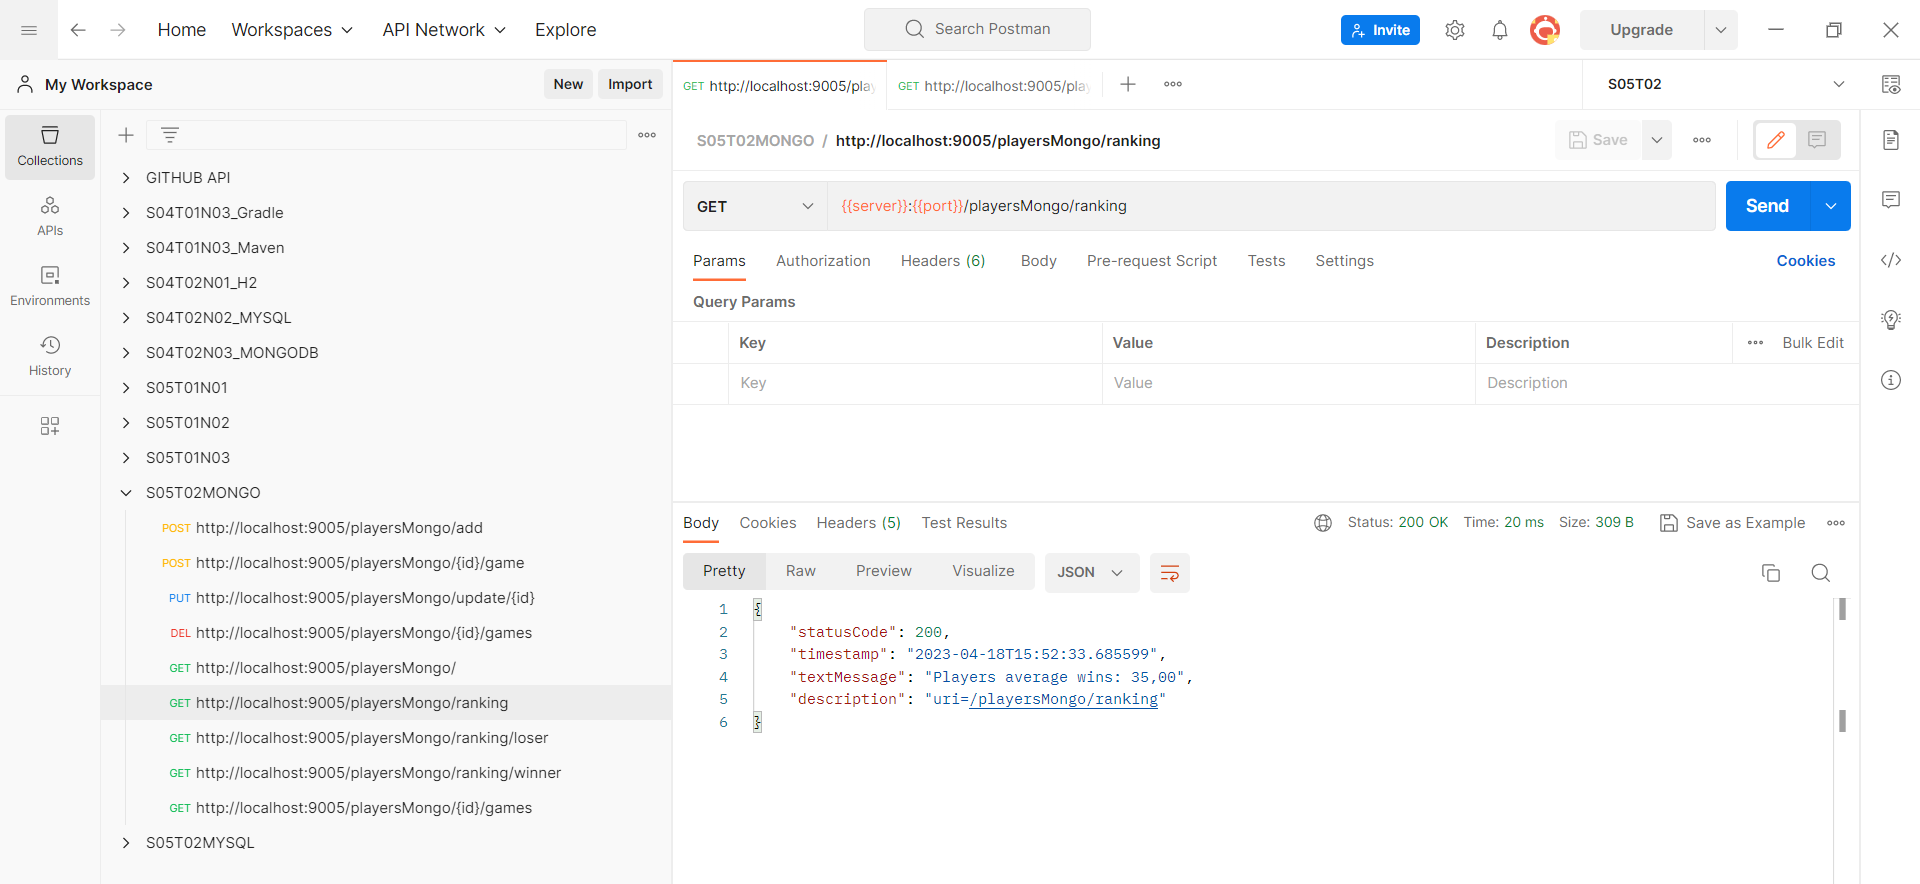 Home Workspaces API Network Explore Search Postman Invite Upgrade
My Workspace New Import
GET http://localhost:9005/pla GET http://localhost:9005/pla S05T02
Collections
APIs
Environments
History
GITHUB API
S04T01N03_Gradle
S04T01N03_Maven
S04T02N01_H2
S04T02N02_MYSQL
S04T02N03_MONGODB
S05T01N01
S05T01N02
S05T01N03
S05T02MONGO
POST http://localhost:9005/playersMongo/add
POST http://localhost:9005/playersMongo/{id}/game
PUT http://localhost:9005/playersMongo/update/{id}
DEL http://localhost:9005/playersMongo/{id}/games
GET http://localhost:9005/playersMongo/
GET http://localhost:9005/playersMongo/ranking
GET http://localhost:9005/playersMongo/ranking/loser
GET http://localhost:9005/playersMongo/ranking/winner
GET http://localhost:9005/playersMongo/{id}/games
S05T02MYSQL
S05T02MONGO / http://localhost:9005/playersMongo/ranking Save
GET {{server}}:{{port}}/playersMongo/ranking Send
Params Authorization Headers (6) Body Pre-request Script Tests Settings Cookies
Query Params
Key Value Description Bulk Edit
Key Value Description
Body Cookies Headers (5) Test Results Status: 200 OK Time: 20 ms Size: 309 B Save as Example
Pretty Raw Preview Visualize JSON
1 {
2 "statusCode": 200,
3 "timestamp": "2023-04-18T15:52:33.685599",
4 "textMessage": "Players average wins: 35,00",
5 "description": "uri=/playersMongo/ranking"
6 }